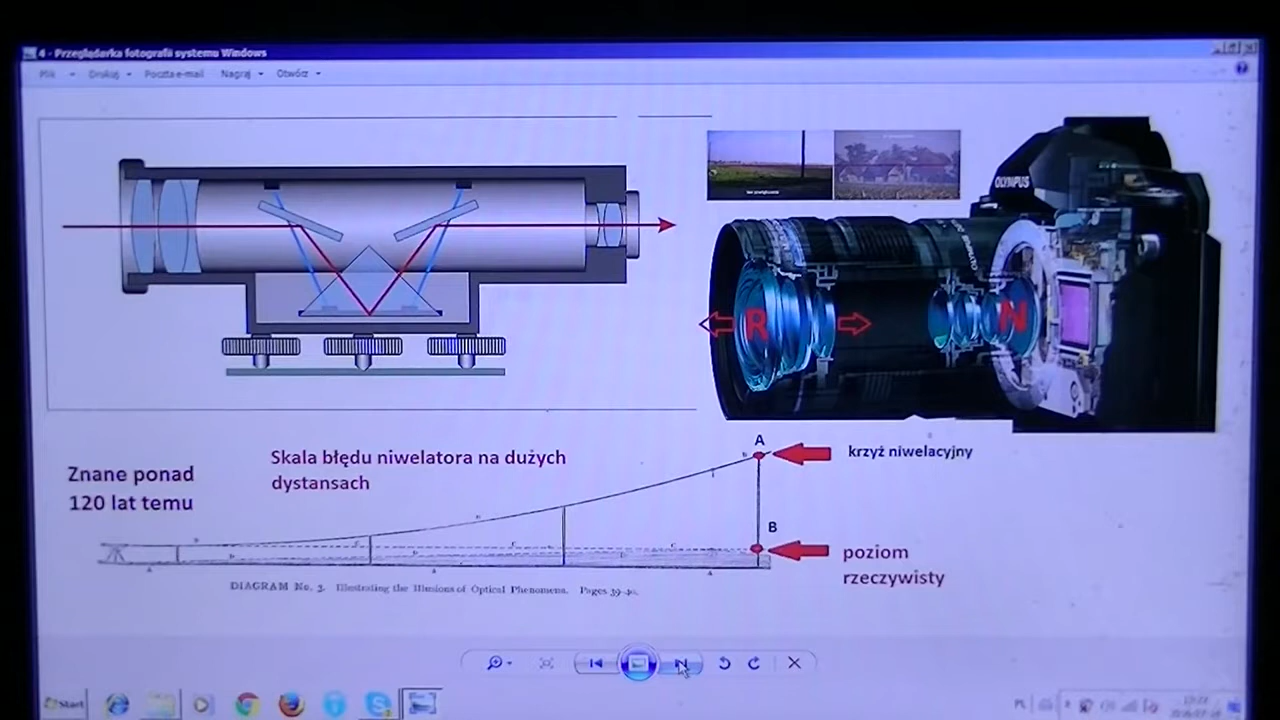 4 - Przeglądarka fotografii systemu Windows
Plik Drukuj Poczta e-mail Nagraj Otwórz
OLYMPUS
R
N
Znane ponad
120 lat temu
Skala błędu niwelatora na dużych
dystansach
A
krzyż niwelacyjny
B
poziom
rzeczywisty
DIAGRAM No. 3. Illustrating the Illusions of Optical Phenomena. Pages 39-40.
Start
PL